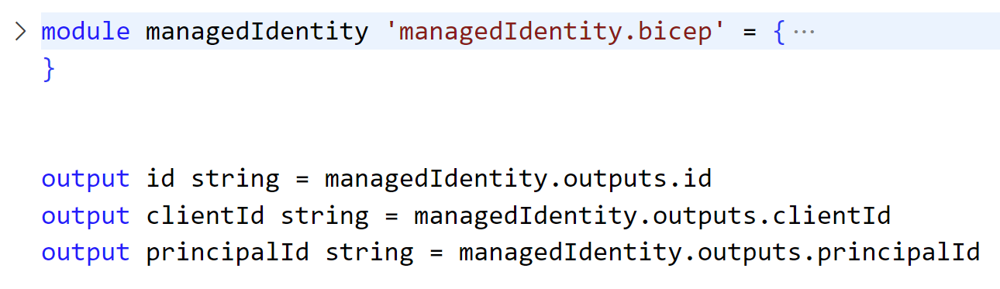 module managedIdentity 'managedIdentity.bicep' = {···
}
output id string = managedIdentity.outputs.id
output clientId string = managedIdentity.outputs.clientId
output principalId string = managedIdentity.outputs.principalId